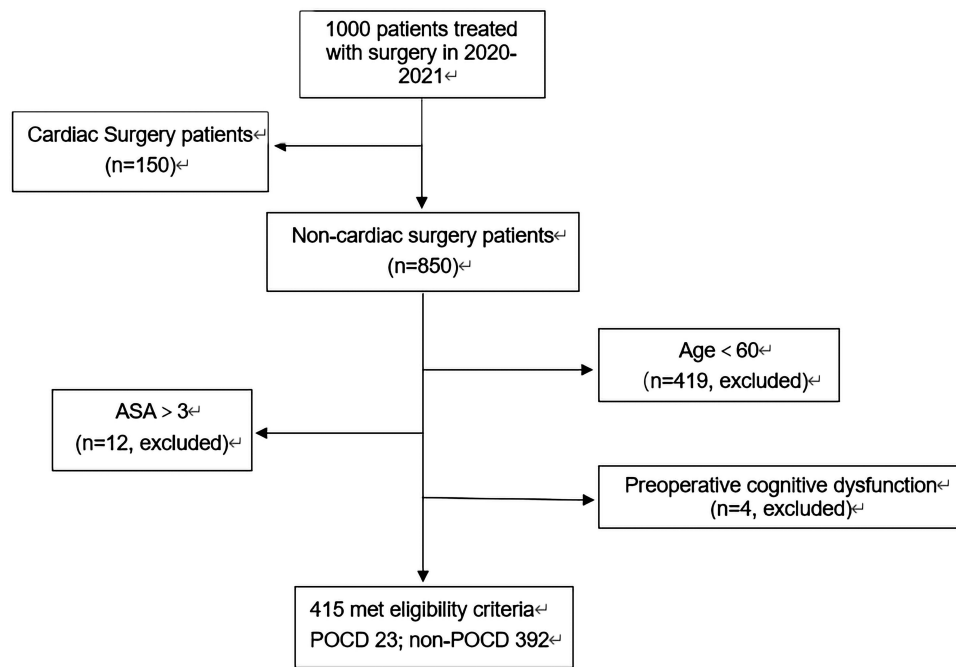 1000 patients treated
with surgery in 2020-
2021↵
Cardiac Surgery patients↵
(n=150)↵
Non-cardiac surgery patients↵
(n=850)↵
Age < 60↵
(n=419, excluded)↵
ASA > 3↵
(n=12, excluded)↵
Preoperative cognitive dysfunction↵
(n=4, excluded)↵
415 met eligibility criteria↵
POCD 23; non-POCD 392↵